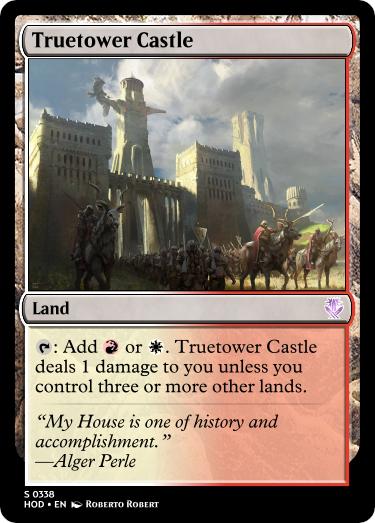 Truetower Castle
Land
: Add or . Truetower Castle
deals 1 damage to you unless you
control three or more other lands.
“My House is one of history and
accomplishment.”
—Alger Perle
S 0338
HOD • EN Roberto Robert